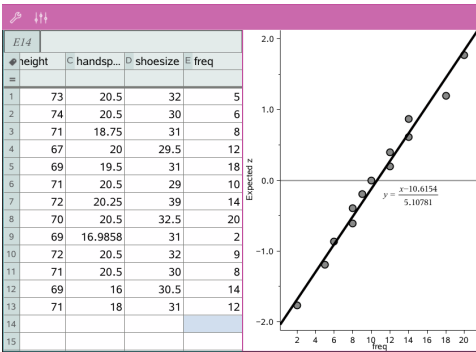 E14
height C handsp... D shoesize E freq
#
1 73 20.5 32 5
2 74 20.5 30 6
3 71 18.75 31 8
4 67 20 29.5 12
5 69 19.5 31 18
6 71 20.5 29 10
7 72 20.25 39 14
8 70 20.5 32.5 20
9 69 16.9858 31 2
10 72 20.5 32 9
11 71 20.5 30 8
12 69 16 30.5 14
13 71 18 31 12
14
15
2.0
1.0
0.0
−1.0
−2.0
Expected z
y = x−10.6154 / 5.10781
2 4 6 8 10 12 14 16 18 20
freq